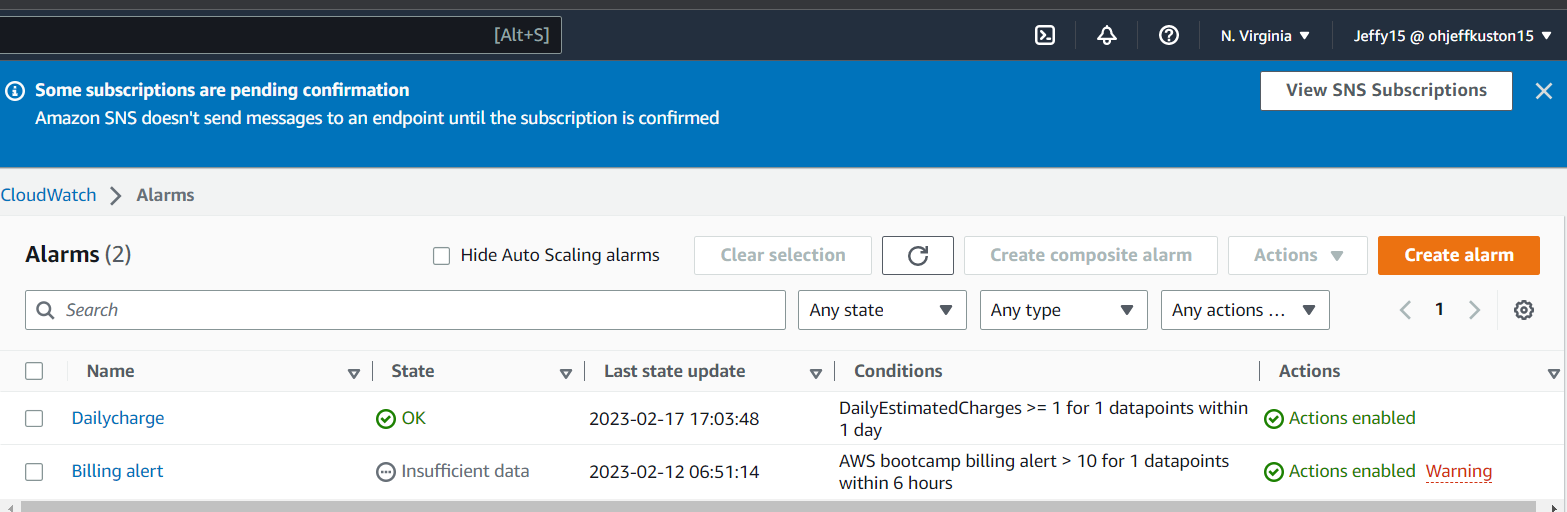 [Alt+S]
N. Virginia
Jeffy15 @ ohjeffkuston15
Some subscriptions are pending confirmation
Amazon SNS doesn't send messages to an endpoint until the subscription is confirmed
View SNS Subscriptions
CloudWatch
Alarms
Alarms (2)
Hide Auto Scaling alarms
Clear selection
Create composite alarm
Actions
Create alarm
Search
Any state
Any type
Any actions ...
1
Name
State
Last state update
Conditions
Actions
Dailycharge
OK
2023-02-17 17:03:48
DailyEstimatedCharges >= 1 for 1 datapoints within
1 day
Actions enabled
Billing alert
Insufficient data
2023-02-12 06:51:14
AWS bootcamp billing alert > 10 for 1 datapoints
within 6 hours
Actions enabled
Warning